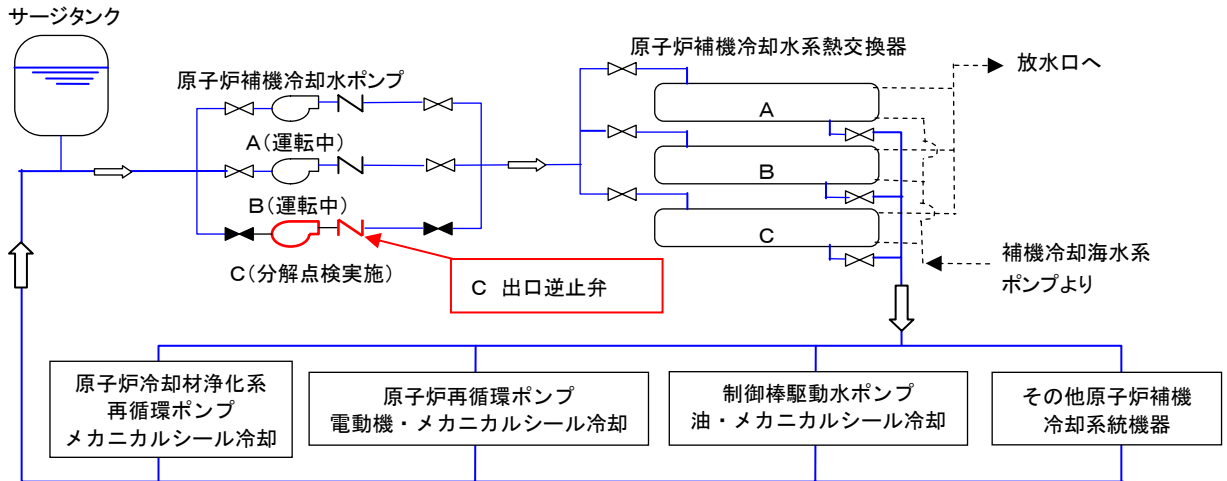 サージタンク
原子炉補機冷却水ポンプ
A(運転中)
B(運転中)
C(分解点検実施)
C 出口逆止弁
原子炉補機冷却水系熱交換器
A
B
C
放水口へ
補機冷却海水系
ポンプより
原子炉冷却材浄化系
再循環ポンプ
メカニカルシール冷却
原子炉再循環ポンプ
電動機・メカニカルシール冷却
制御棒駆動水ポンプ
油・メカニカルシール冷却
その他原子炉補機
冷却系統機器